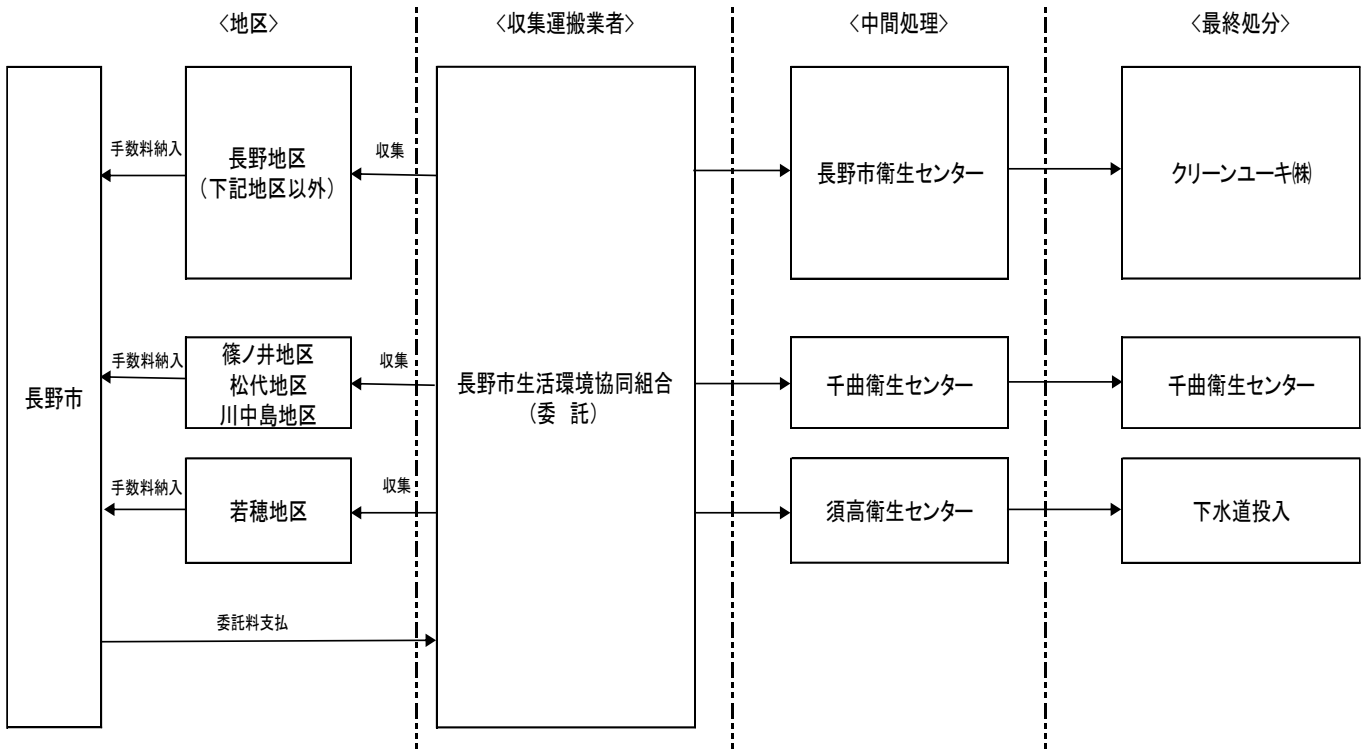 〈地区〉
〈収集運搬業者〉
〈中間処理〉
〈最終処分〉
長野市
手数料納入
長野地区
(下記地区以外)
収集
長野市衛生センター
クリーンユーキ㈱
手数料納入
篠ノ井地区
松代地区
川中島地区
収集
長野市生活環境協同組合
(委 託)
千曲衛生センター
千曲衛生センター
手数料納入
若穂地区
収集
須高衛生センター
下水道投入
委託料支払